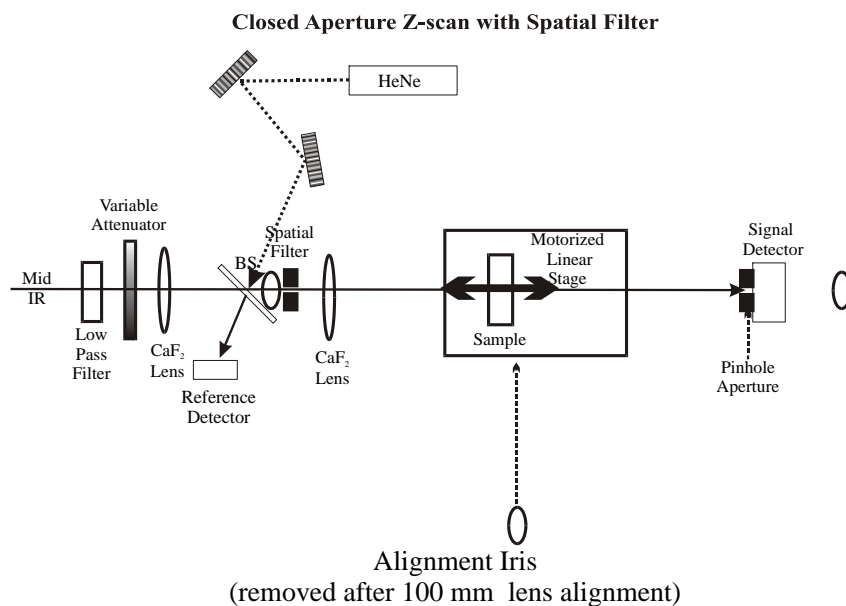 Closed Aperture Z-scan with Spatial Filter
HeNe
Variable
Attenuator
BS
Spatial
Filter
Motorized
Linear
Stage
Signal
Detector
Mid
IR
Low
Pass
Filter
CaF₂
Lens
Reference
Detector
CaF₂
Lens
Sample
Pinhole
Aperture
Alignment Iris
(removed after 100 mm lens alignment)